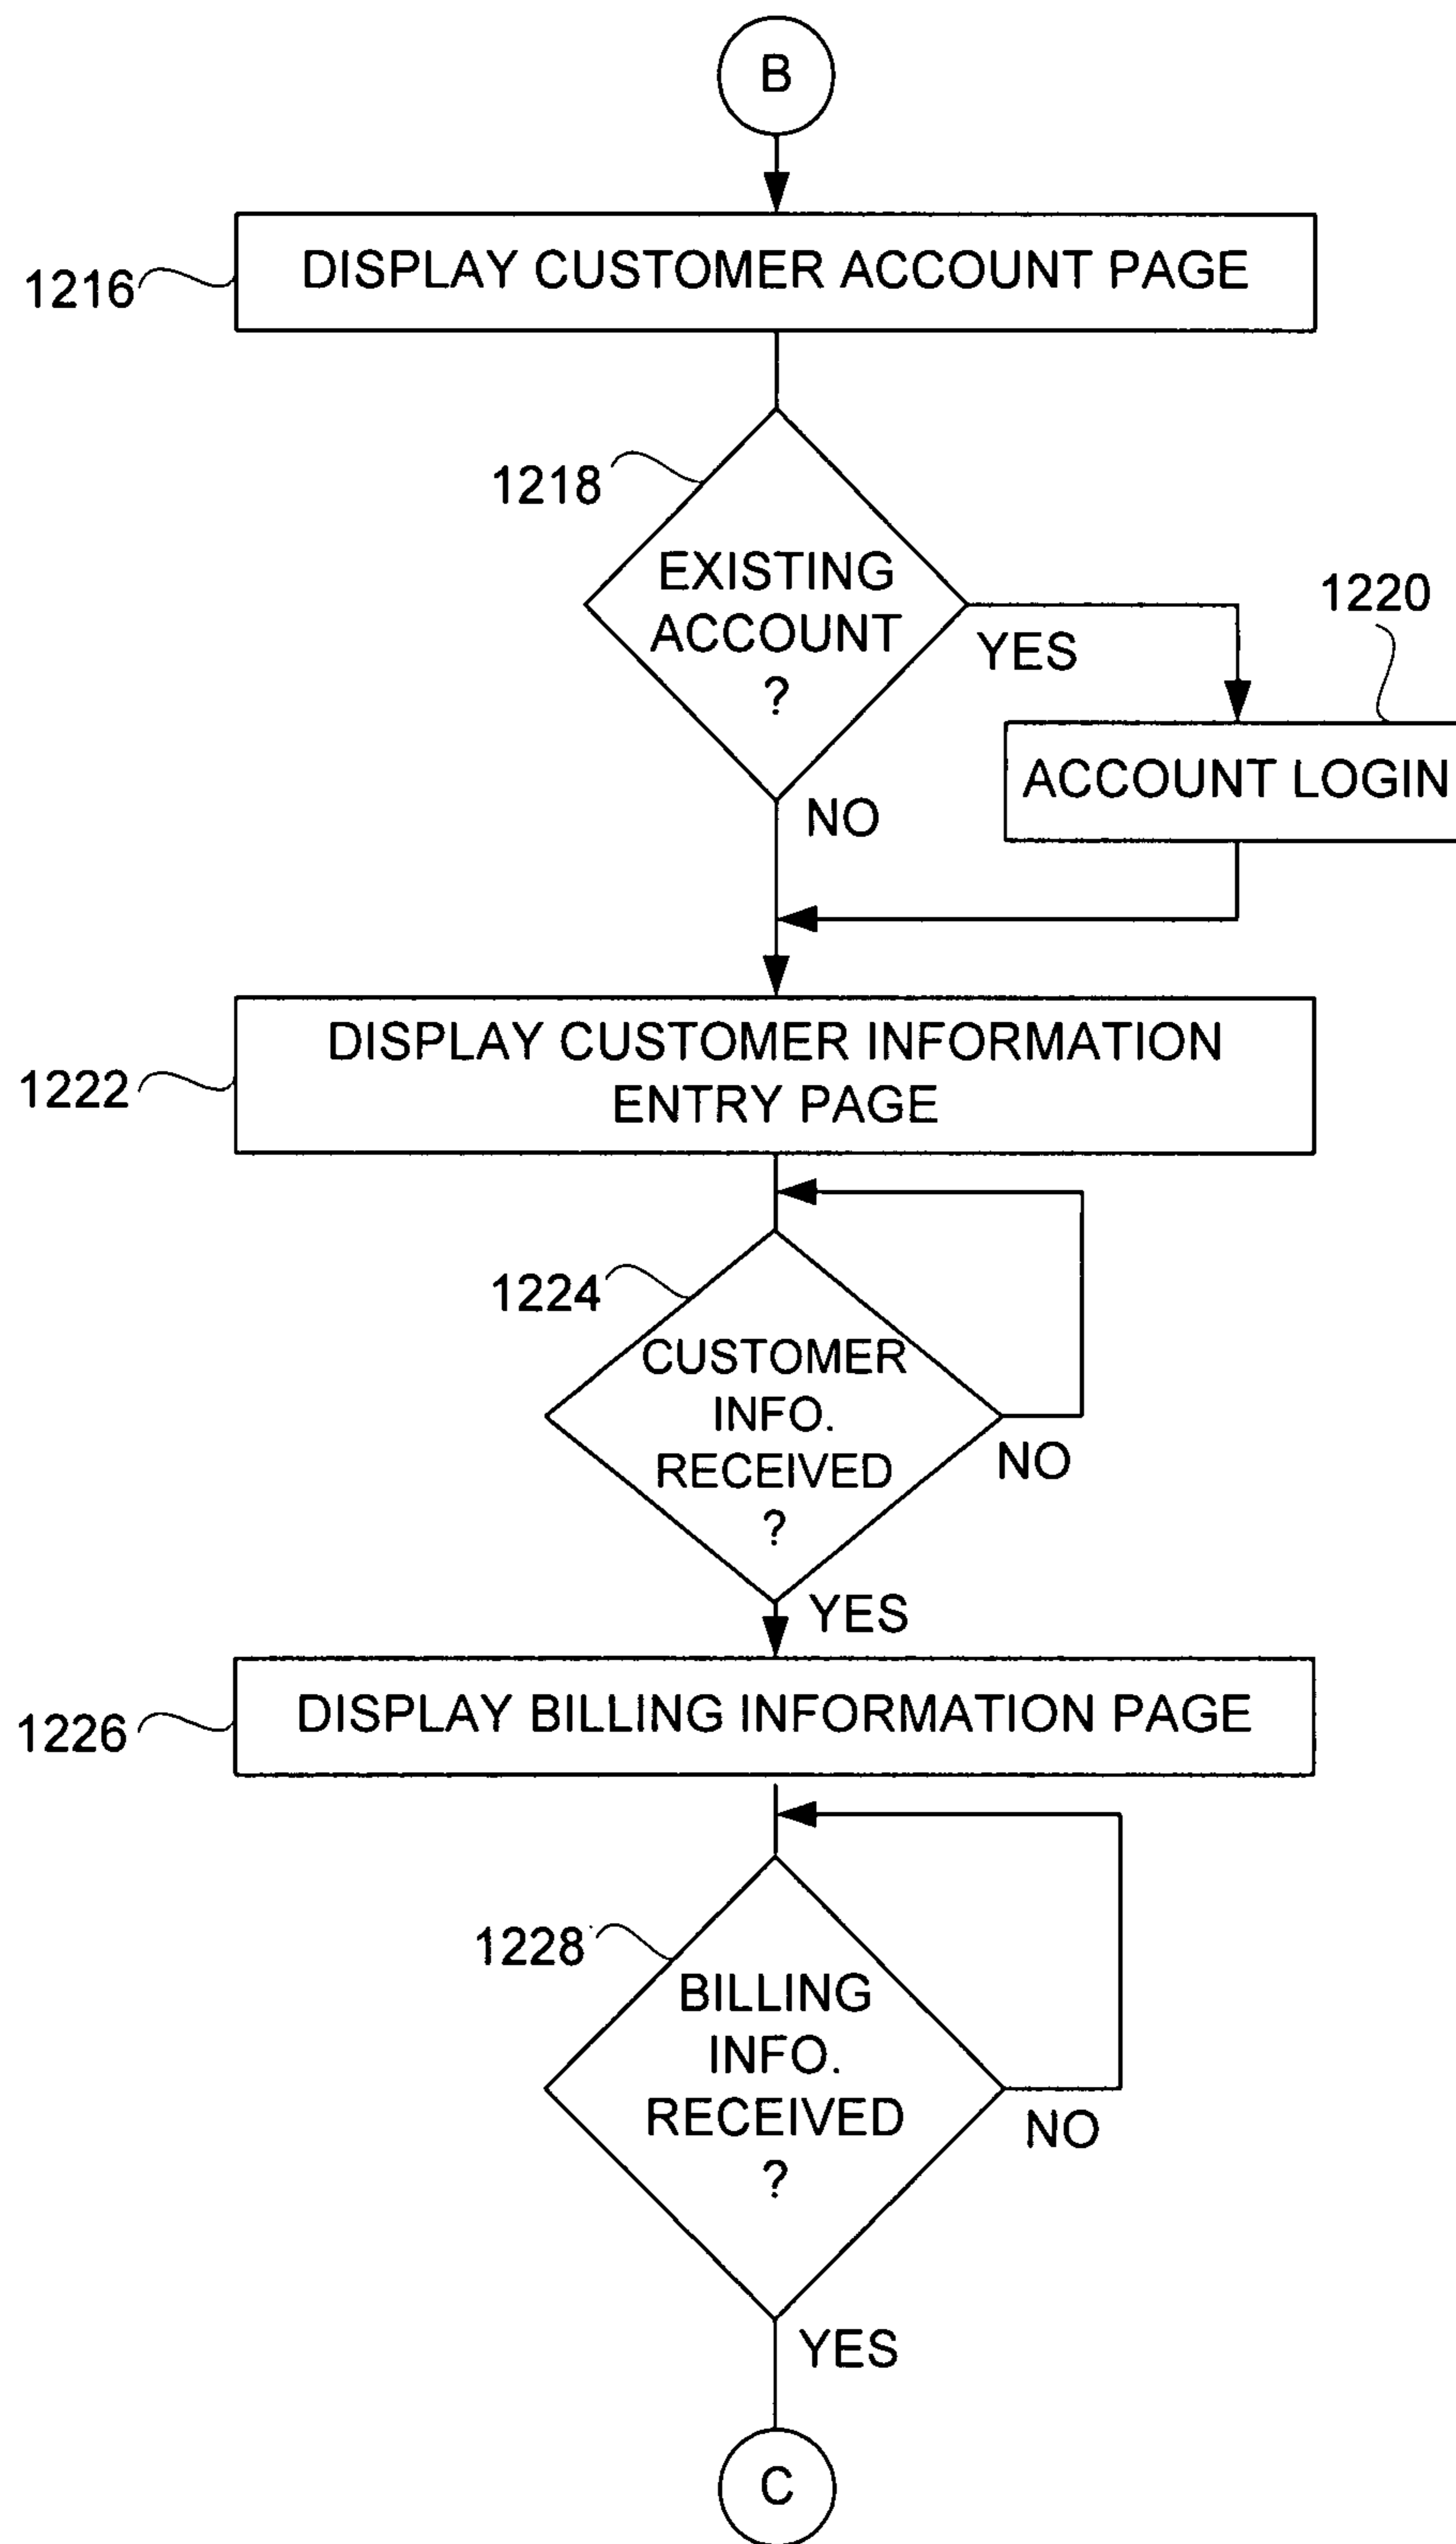 B
DISPLAY CUSTOMER ACCOUNT PAGE
1216
1218
EXISTING
ACCOUNT
?
YES
1220
ACCOUNT LOGIN
NO
DISPLAY CUSTOMER INFORMATION
ENTRY PAGE
1222
1224
CUSTOMER
INFO.
RECEIVED
?
NO
YES
DISPLAY BILLING INFORMATION PAGE
1226
1228
BILLING
INFO.
RECEIVED
?
NO
YES
C